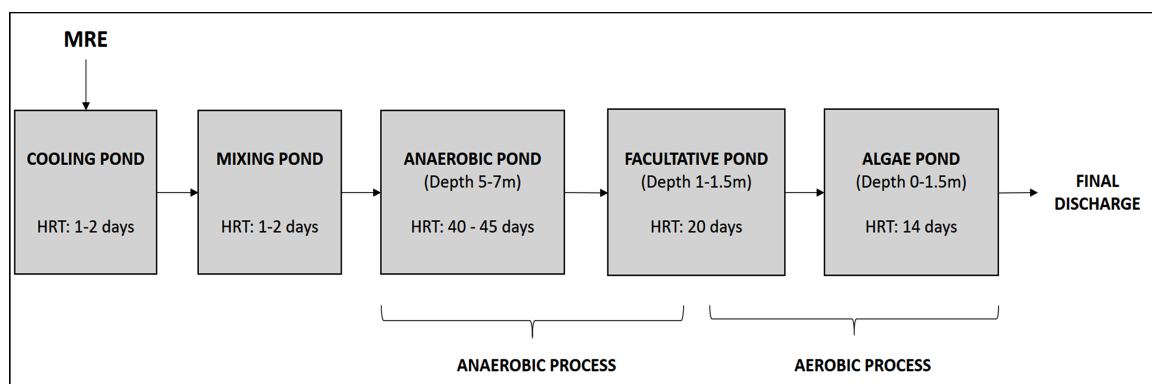 MRE
COOLING POND
HRT: 1-2 days
MIXING POND
HRT: 1-2 days
ANAEROBIC POND
(Depth 5-7m)
HRT: 40 - 45 days
FACULTATIVE POND
(Depth 1-1.5m)
HRT: 20 days
ALGAE POND
(Depth 0-1.5m)
HRT: 14 days
FINAL
DISCHARGE
ANAEROBIC PROCESS
AEROBIC PROCESS